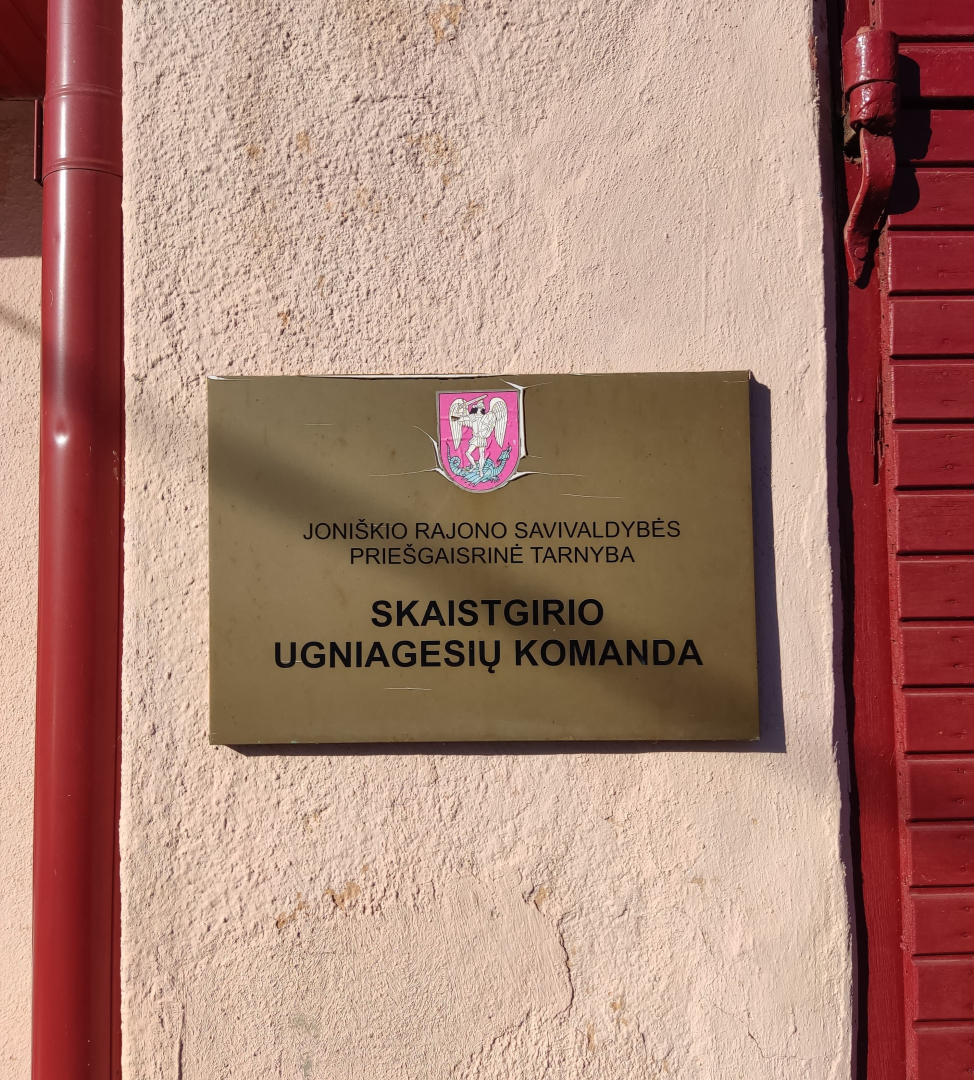 JONIŠKIO RAJONO SAVIVALDYBĖS
PRIEŠGAISRINĖ TARNYBA
SKAISTGIRIO
UGNIAGESIŲ KOMANDA